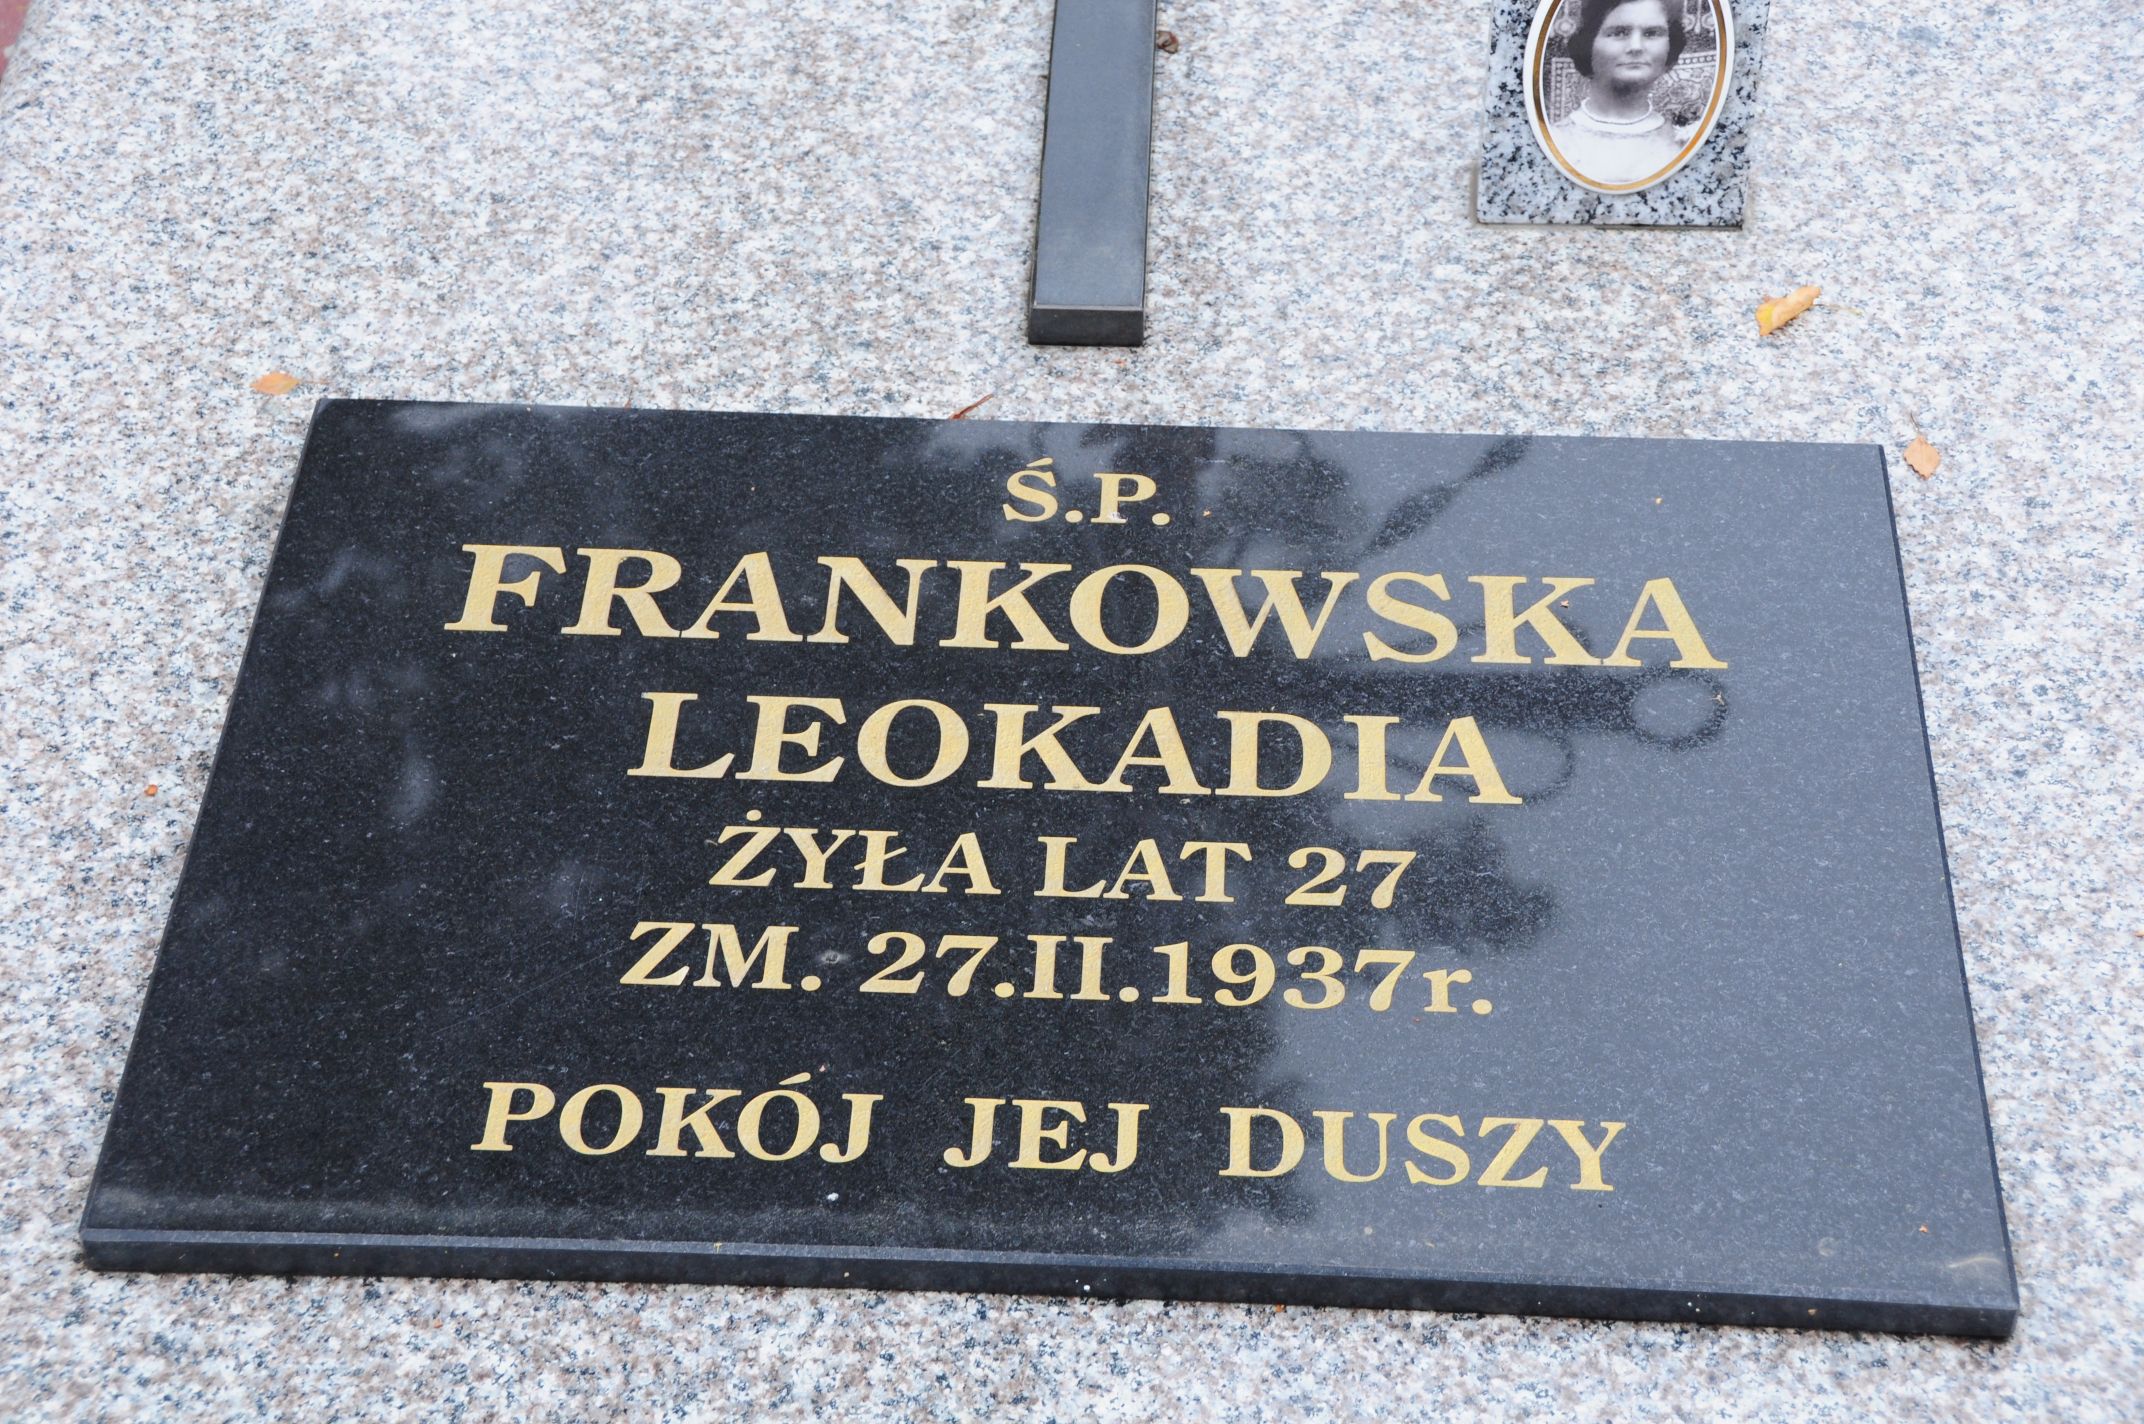 Ś.P.
FRANKOWSKA
LEOKADIA
ŻYŁA LAT 27
ZM. 27.II.1937r.
POKÓJ JEJ DUSZY